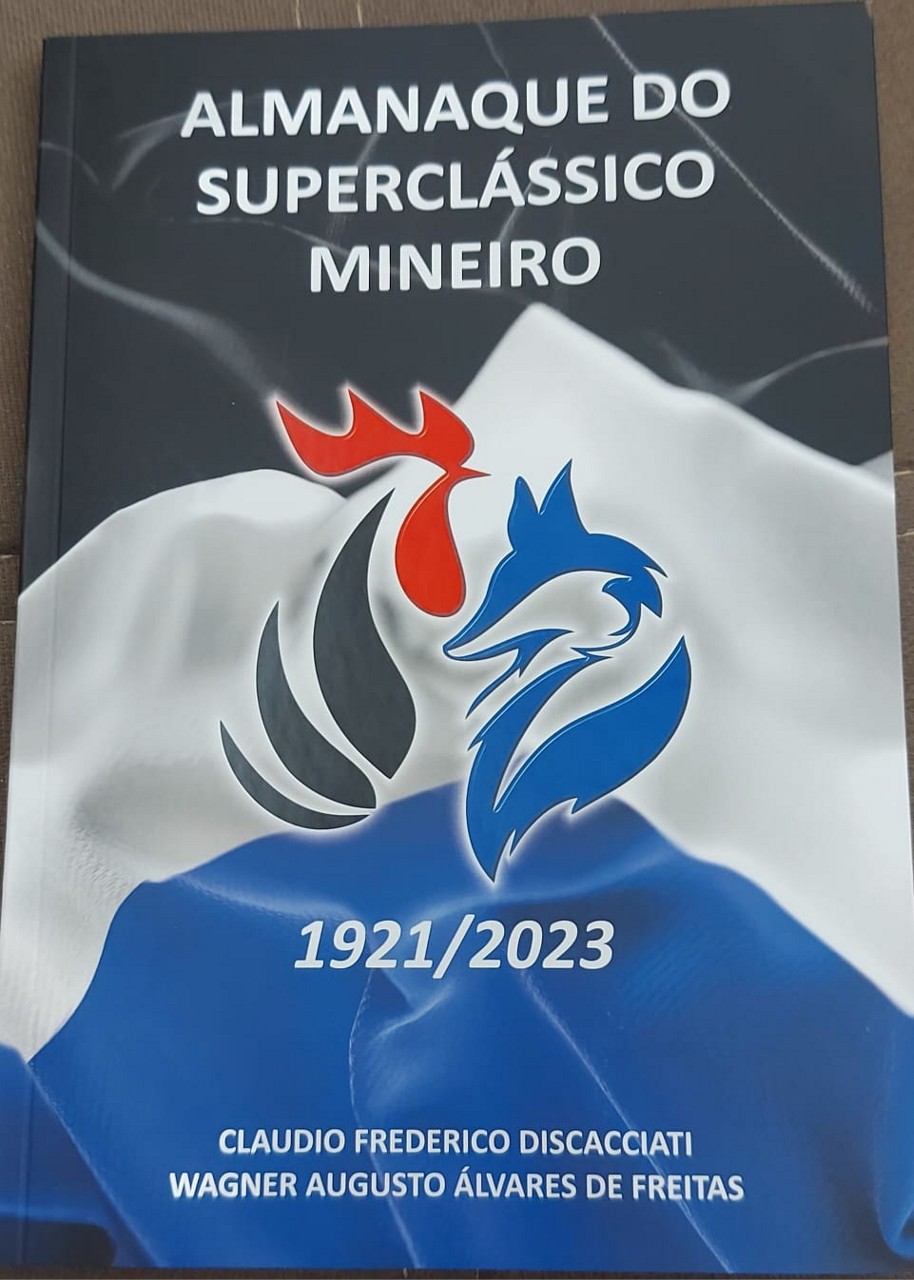 ALMANAQUE DO
SUPERCLÁSSICO
MINEIRO
1921/2023
CLAUDIO FREDERICO DISCACCIATI
WAGNER AUGUSTO ÁLVARES DE FREITAS